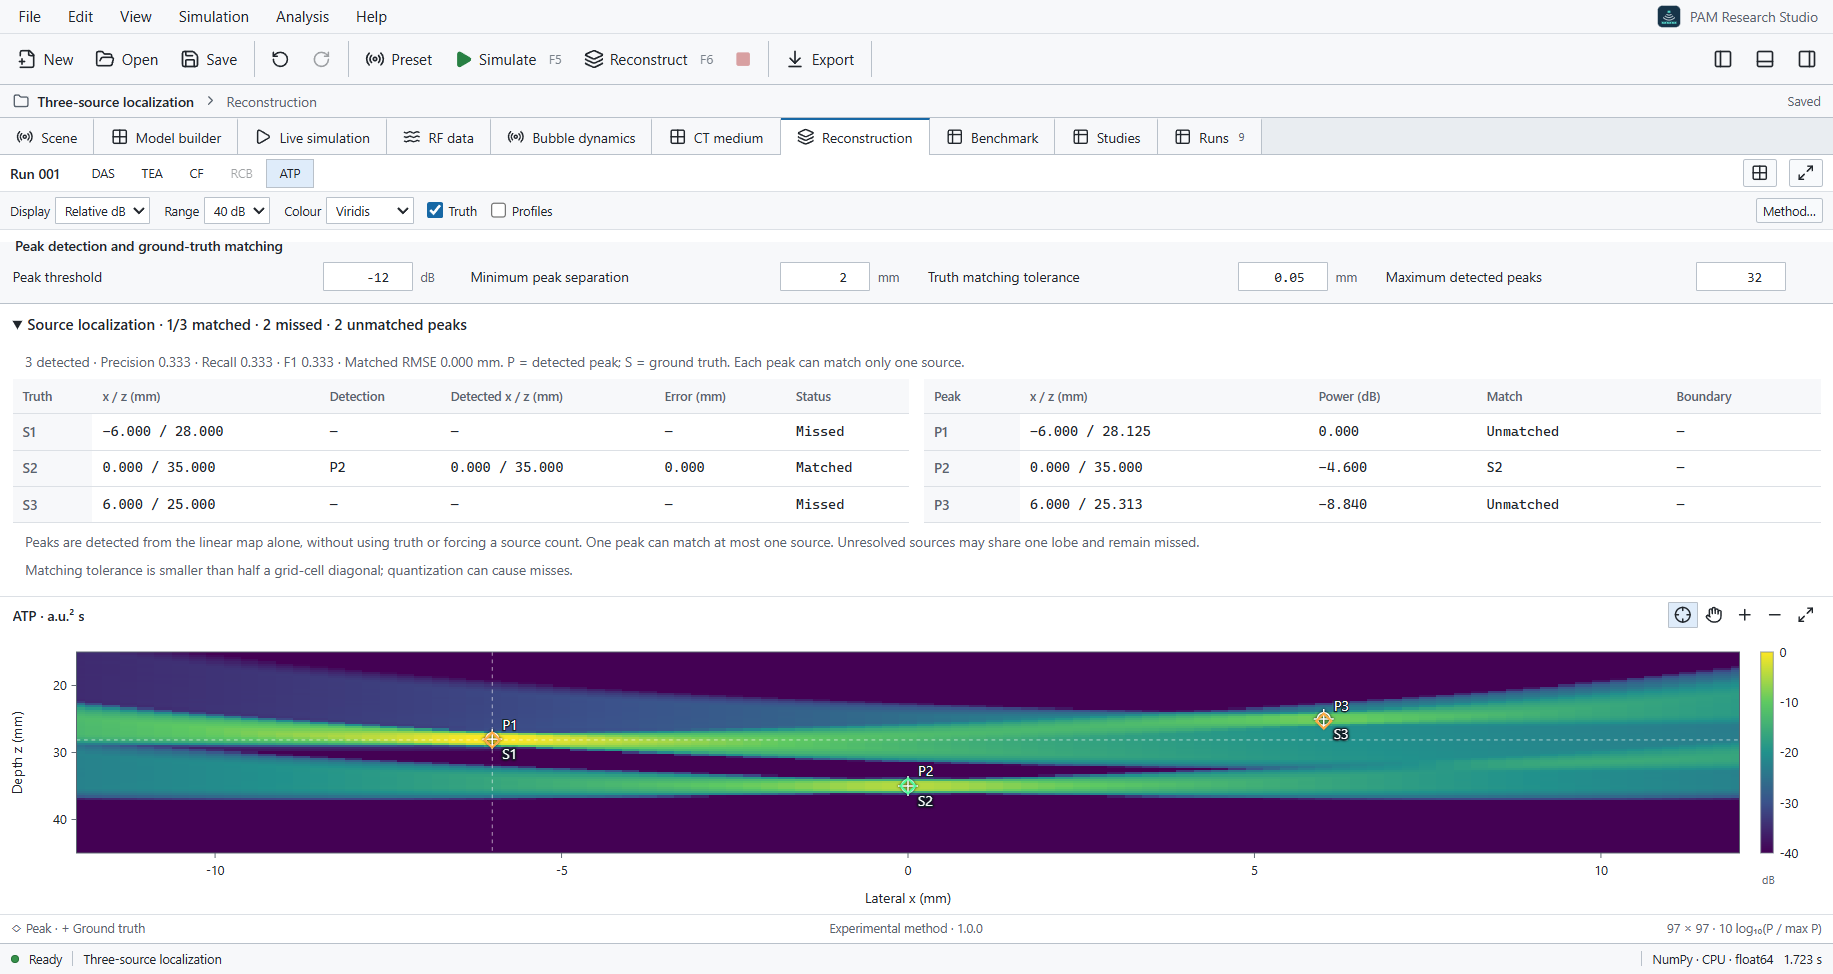 File Edit View Simulation Analysis Help PAM Research Studio
New Open Save Preset Simulate F5 Reconstruct F6 Export
Three-source localization > Reconstruction Saved
Scene Model builder Live simulation RF data Bubble dynamics CT medium Reconstruction Benchmark Studies Runs 9
Run 001 DAS TEA CF RCB ATP
Display Relative dB Range 40 dB Colour Viridis Truth Profiles Method...
Peak detection and ground-truth matching
Peak threshold -12 dB Minimum peak separation 2 mm Truth matching tolerance 0.05 mm Maximum detected peaks 32
▼ Source localization · 1/3 matched · 2 missed · 2 unmatched peaks
3 detected · Precision 0.333 · Recall 0.333 · F1 0.333 · Matched RMSE 0.000 mm. P = detected peak; S = ground truth. Each peak can match only one source.
Truth x / z (mm) Detection Detected x / z (mm) Error (mm) Status Peak x / z (mm) Power (dB) Match Boundary
S1 −6.000 / 28.000 — — — Missed P1 −6.000 / 28.125 0.000 Unmatched —
S2 0.000 / 35.000 P2 0.000 / 35.000 0.000 Matched P2 0.000 / 35.000 −4.600 S2 —
S3 6.000 / 25.000 — — — Missed P3 6.000 / 25.313 −8.840 Unmatched —
Peaks are detected from the linear map alone, without using truth or forcing a source count. One peak can match at most one source. Unresolved sources may share one lobe and remain missed.
Matching tolerance is smaller than half a grid-cell diagonal; quantization can cause misses.
ATP · a.u.² s
Depth z (mm)
20
30
40
P1
S1
P2
S2
P3
S3
0
-10
-20
-30
-40
dB
-10 -5 0 5 10
Lateral x (mm)
◇ Peak · + Ground truth Experimental method · 1.0.0 97 × 97 · 10 log₁₀(P / max P)
Ready Three-source localization NumPy · CPU · float64 1.723 s